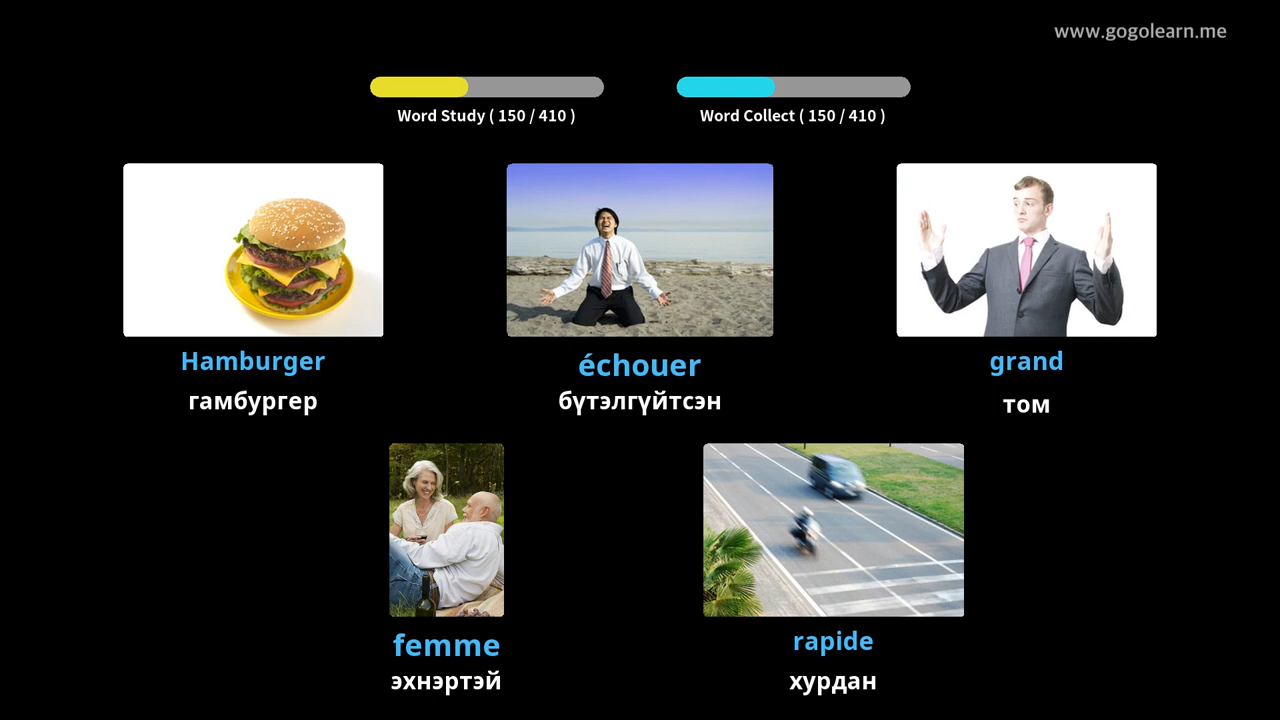 www.gogolearn.me
Word Study ( 150 / 410 )
Word Collect ( 150 / 410 )
Hamburger
échouer
grand
гамбургер
бүтэлгүйтсэн
том
femme
rapide
эхнэртэй
хурдан